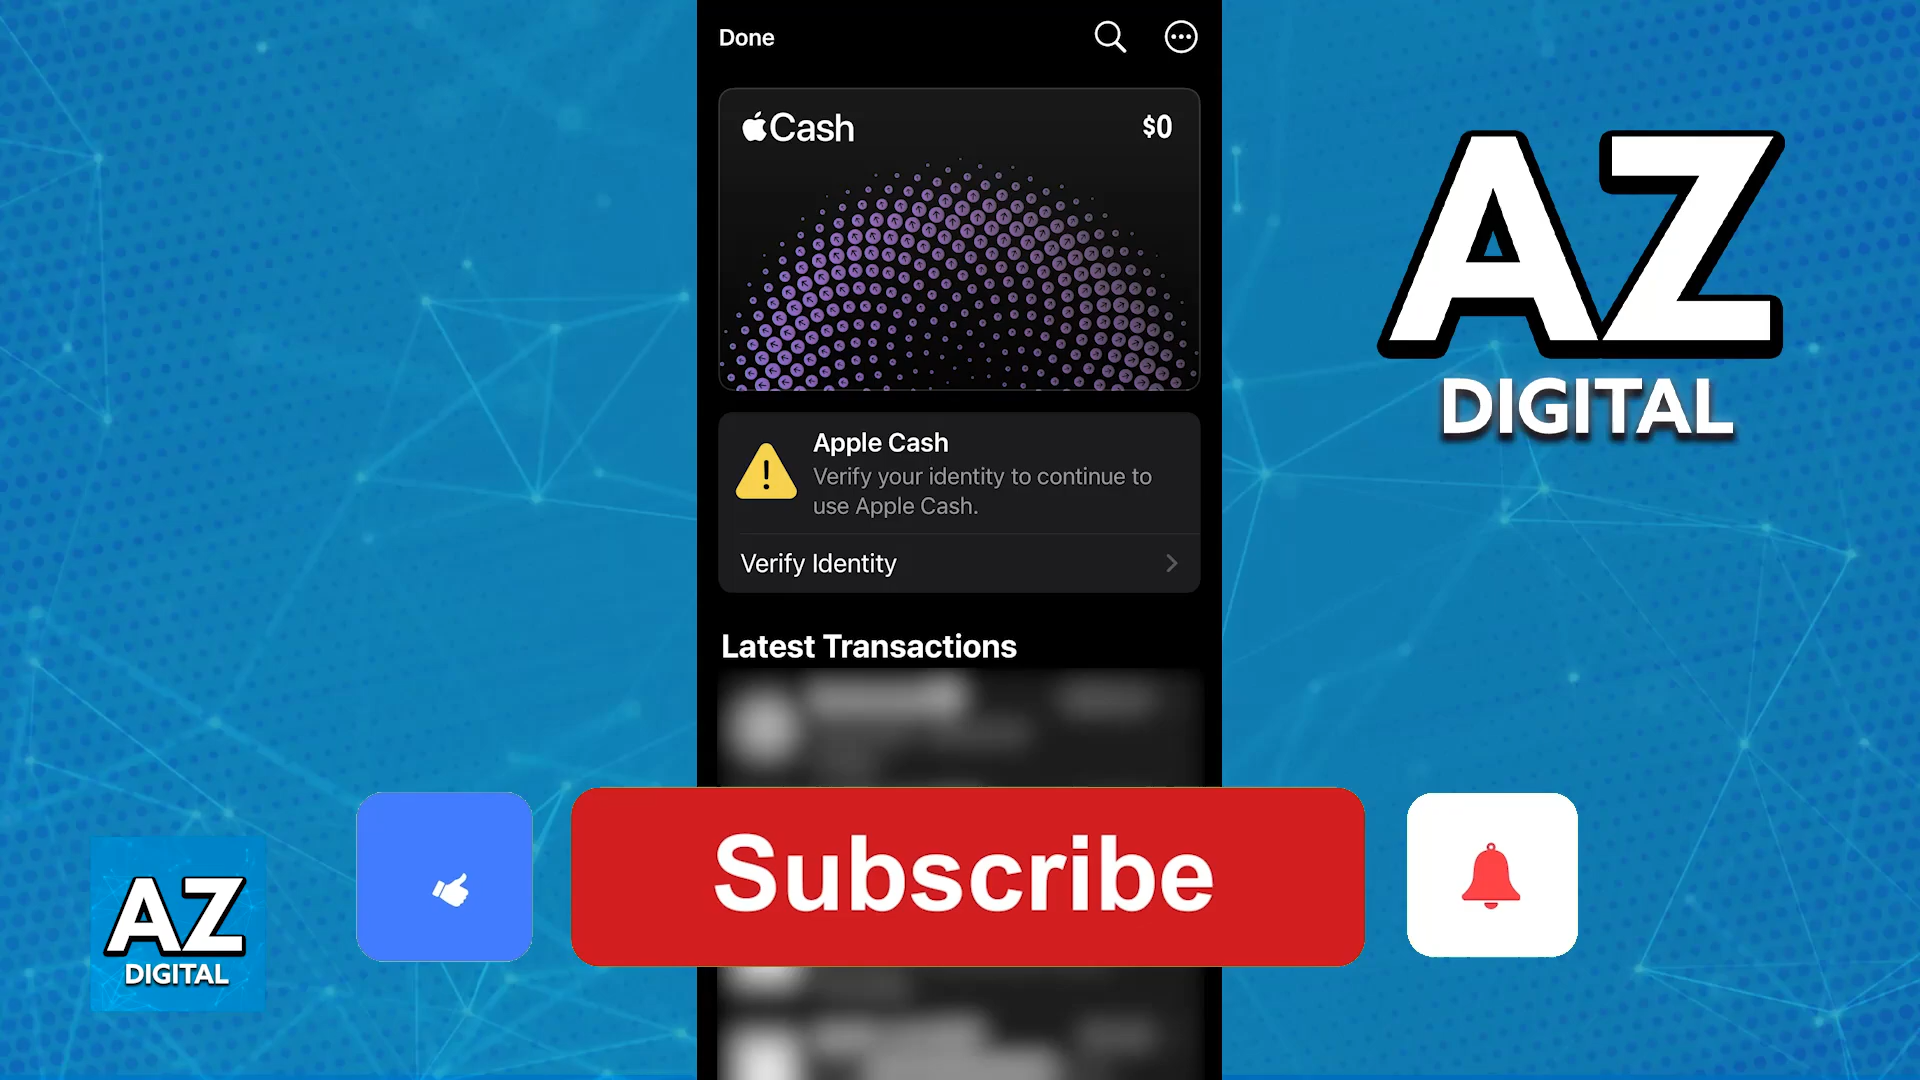 Done
Cash
$0
Apple Cash
Verify your identity to continue to
use Apple Cash.
Verify Identity
Latest Transactions
AZ
DIGITAL
Subscribe
AZ
DIGITAL